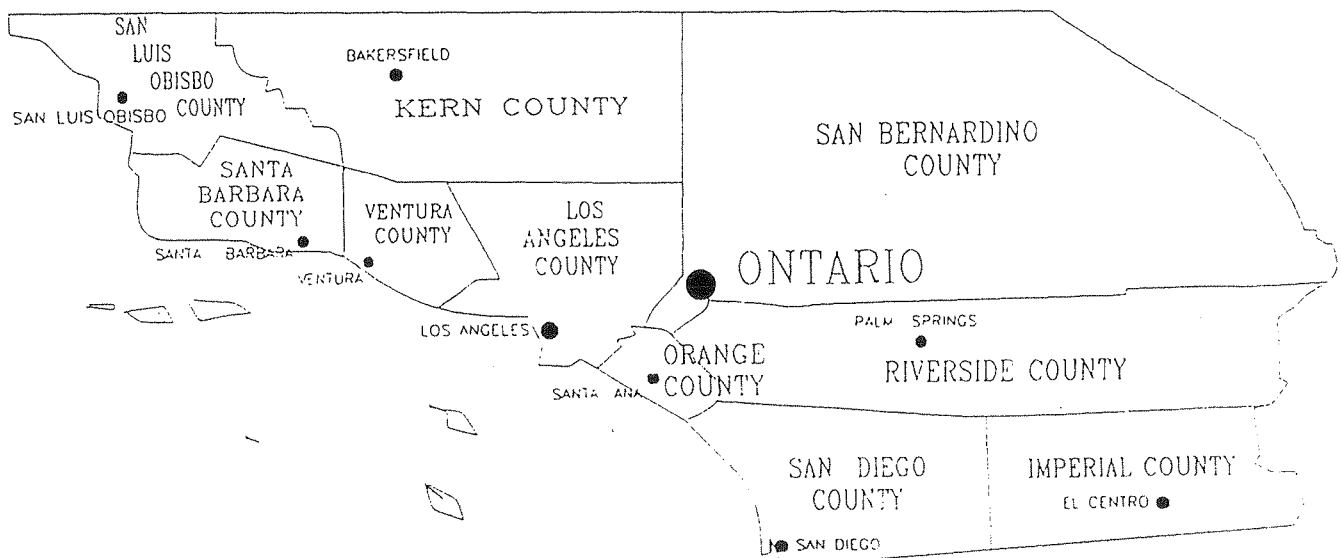 SAN
LUIS
OBISBO
COUNTY
SAN LUIS OBISBO
BAKERSFIELD
KERN COUNTY
SAN BERNARDINO
COUNTY
SANTA
BARBARA
COUNTY
SANTA BARBARA
VENTURA
COUNTY
VENTURA
LOS
ANGELES
COUNTY
ONTARIO
LOS ANGELES
PALM SPRINGS
ORANGE
COUNTY
RIVERSIDE COUNTY
SANTA ANA
SAN DIEGO
COUNTY
IMPERIAL COUNTY
EL CENTRO
SAN DIEGO